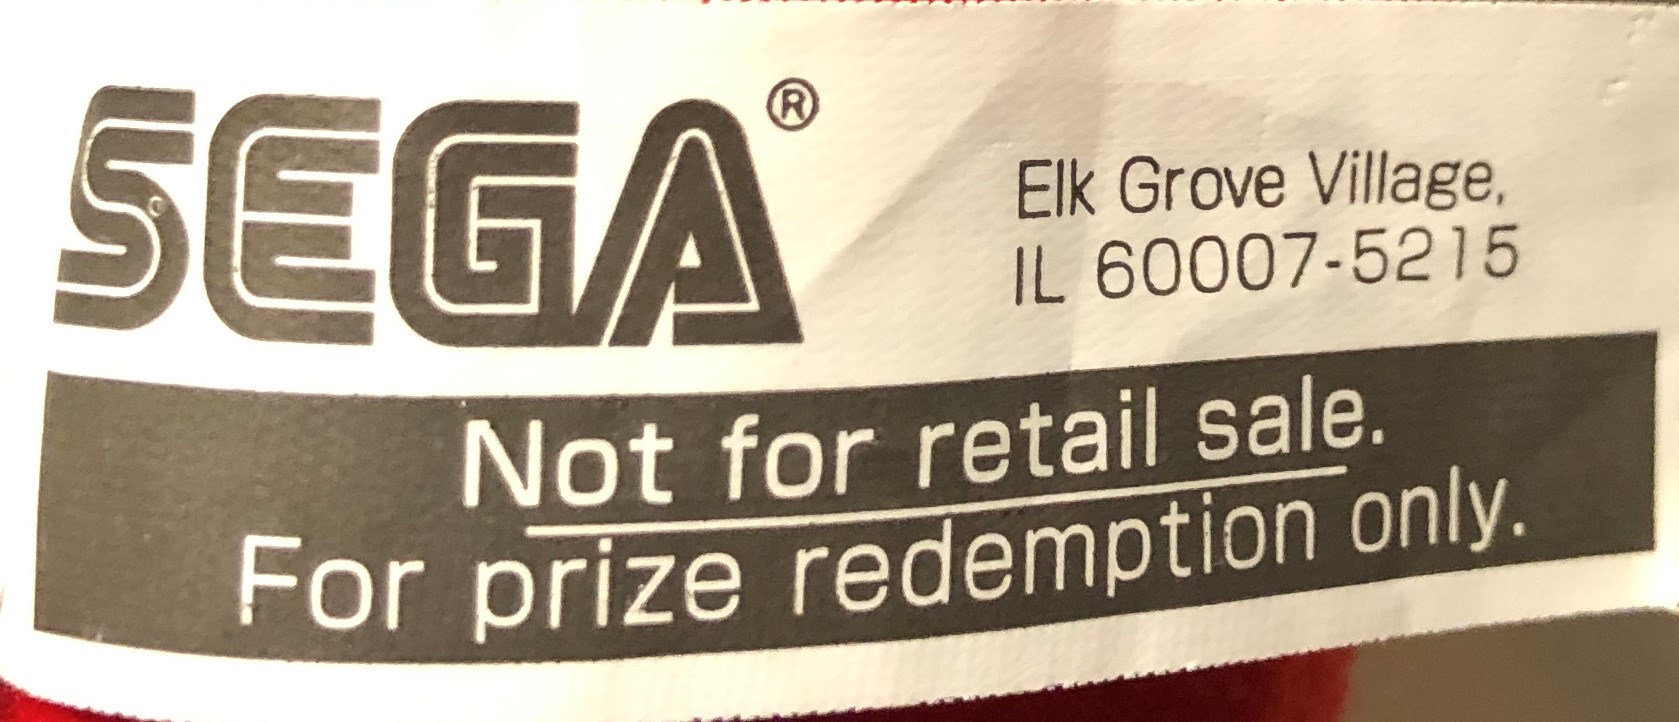 SEGA®
Elk Grove Village,
IL 60007-5215
Not for retail sale.
For prize redemption only.